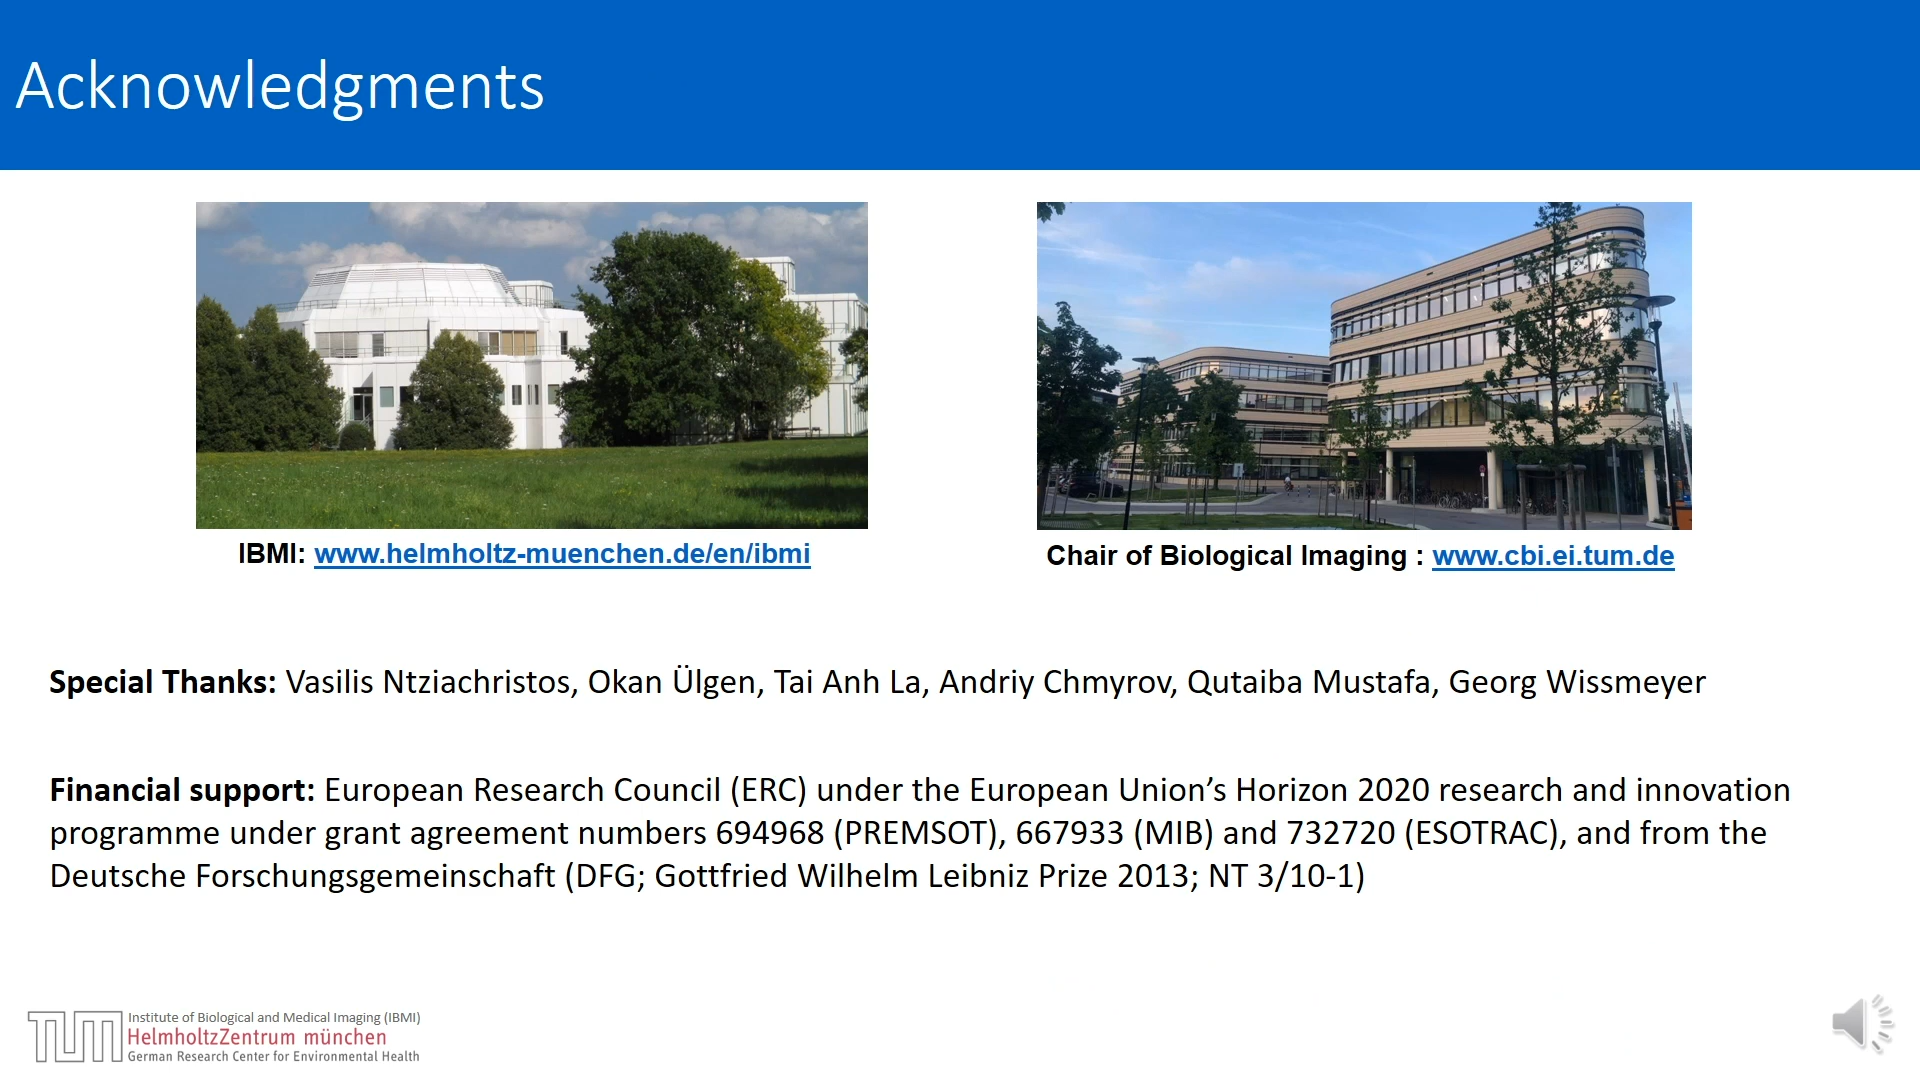 Acknowledgments
IBMI: www.helmholtz-muenchen.de/en/ibmi
Chair of Biological Imaging : www.cbi.ei.tum.de
Special Thanks: Vasilis Ntziachristos, Okan Ülgen, Tai Anh La, Andriy Chmyrov, Qutaiba Mustafa, Georg Wissmeyer
Financial support: European Research Council (ERC) under the European Union’s Horizon 2020 research and innovation
programme under grant agreement numbers 694968 (PREMSOT), 667933 (MIB) and 732720 (ESOTRAC), and from the
Deutsche Forschungsgemeinschaft (DFG; Gottfried Wilhelm Leibniz Prize 2013; NT 3/10-1)
TUM
Institute of Biological and Medical Imaging (IBMI)
HelmholtzZentrum münchen
German Research Center for Environmental Health